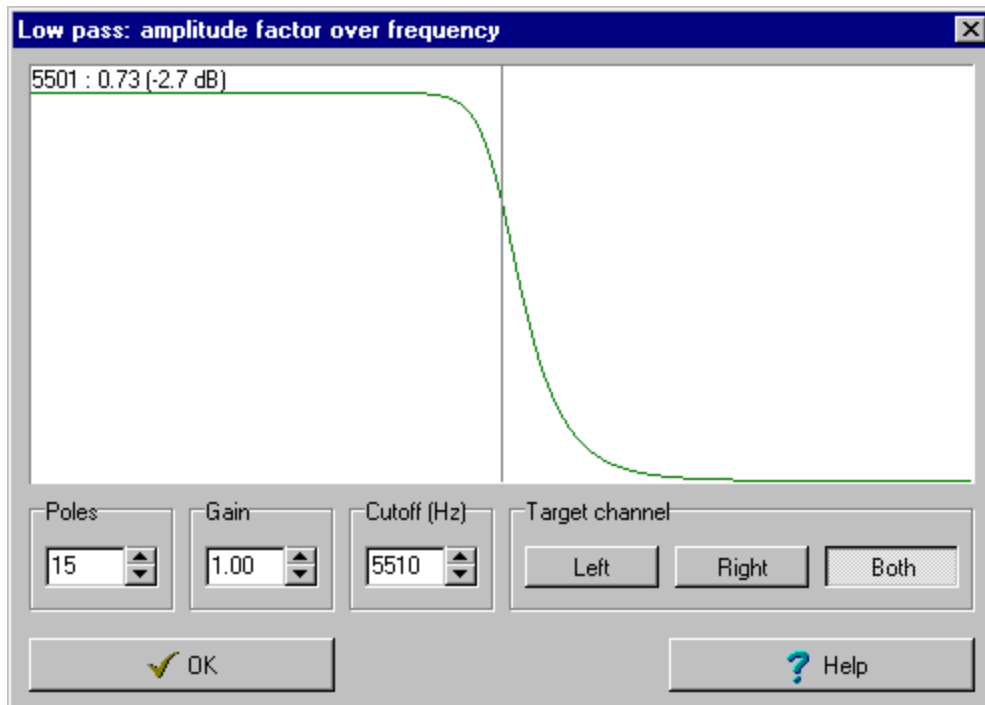 Low pass: amplitude factor over frequency
5501 : 0.73 (-2.7 dB)
Poles Gain Cutoff (Hz) Target channel
15 1.00 5510 Left Right Both
OK ? Help